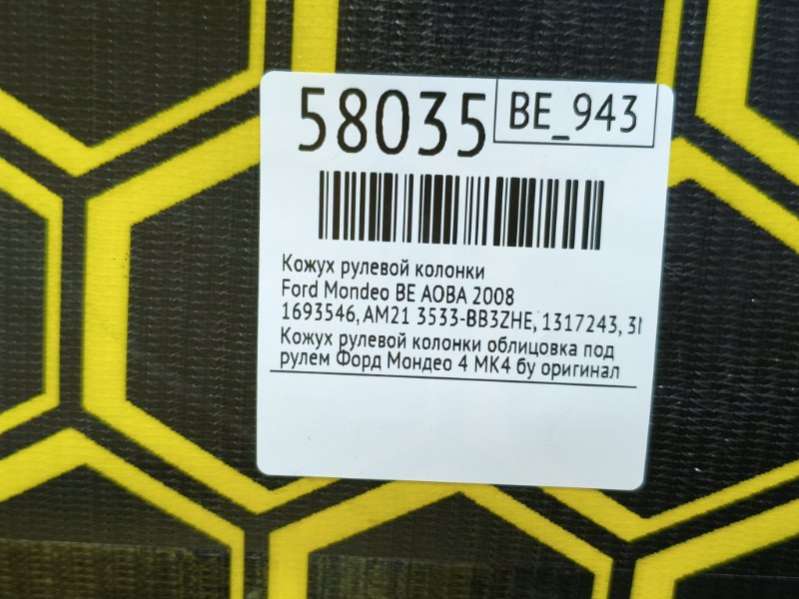 58035
BE_943
Кожух рулевой колонки
Ford Mondeo BE AOBA 2008
1693546, AM21 3533-BB3ZHE, 1317243,
Кожух рулевой колонки облицовка под
рулем Форд Мондео 4 МК4 бу оригинал